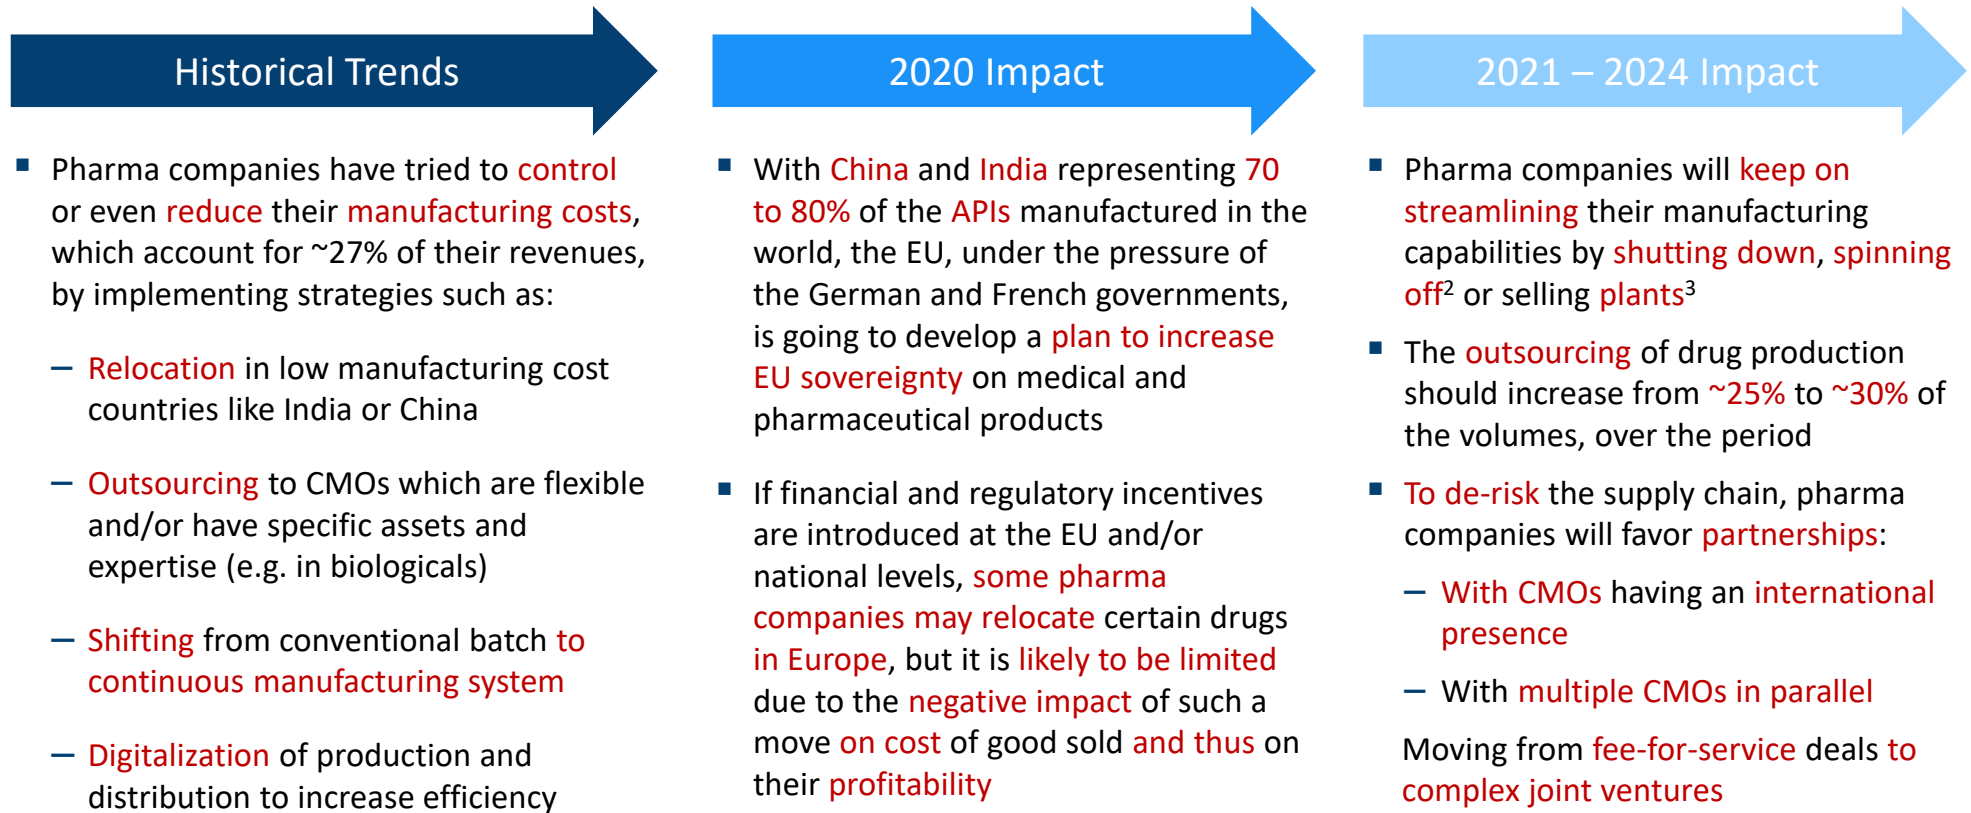 Historical Trends
▪ Pharma companies have tried to control
or even reduce their manufacturing costs,
which account for ~27% of their revenues,
by implementing strategies such as:
– Relocation in low manufacturing cost
countries like India or China
– Outsourcing to CMOs which are flexible
and/or have specific assets and
expertise (e.g. in biologicals)
– Shifting from conventional batch to
continuous manufacturing system
– Digitalization of production and
distribution to increase efficiency
2020 Impact
▪ With China and India representing 70
to 80% of the APIs manufactured in the
world, the EU, under the pressure of
the German and French governments,
is going to develop a plan to increase
EU sovereignty on medical and
pharmaceutical products
▪ If financial and regulatory incentives
are introduced at the EU and/or
national levels, some pharma
companies may relocate certain drugs
in Europe, but it is likely to be limited
due to the negative impact of such a
move on cost of good sold and thus on
their profitability
2021 – 2024 Impact
▪ Pharma companies will keep on
streamlining their manufacturing
capabilities by shutting down, spinning
off² or selling plants³
▪ The outsourcing of drug production
should increase from ~25% to ~30% of
the volumes, over the period
▪ To de-risk the supply chain, pharma
companies will favor partnerships:
– With CMOs having an international
presence
– With multiple CMOs in parallel
Moving from fee-for-service deals to
complex joint ventures